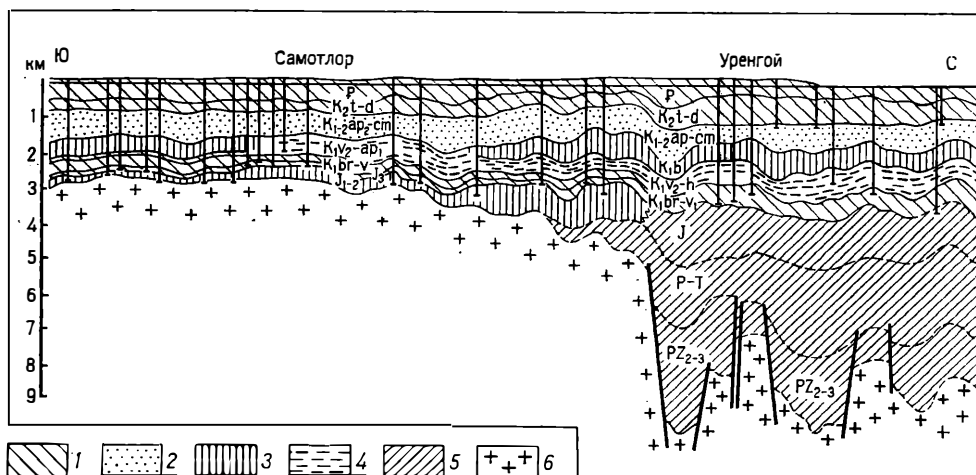 Ю Самотлор Уренгой С
км
P P
K₂t-d K₂t-d
1 K₁₋₂ap₂-cm K₁₋₂ap-cm
2 K₁v₂-ap₁ K₁b
K₁br-v J₃ K₁v₂-h
3 J₁₋₂ K₁br-v₁
4 J
5
6 P-T
7
8 PZ₂₋₃ PZ₂₋₃
9
1 2 3 4 5 6